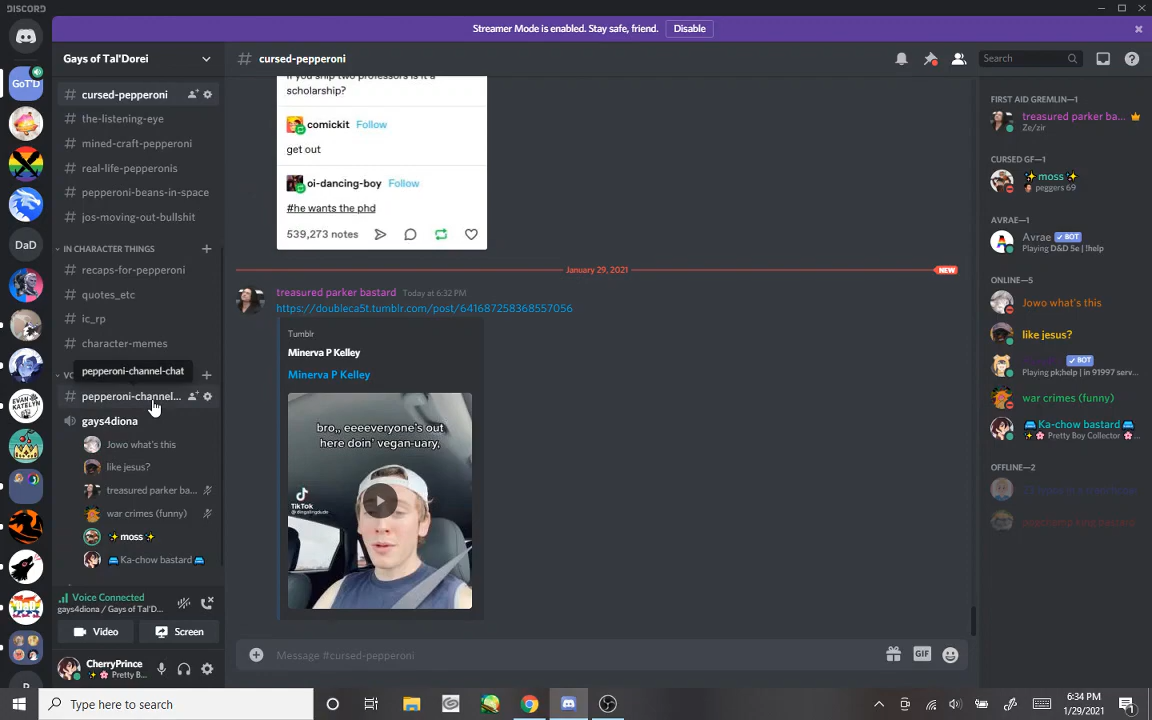 DISCORD
Streamer Mode is enabled. Stay safe, friend.
Disable
Gays of Tal'Dorei
# cursed-pepperoni
Search
GoT'D
DaD
EVAN
KATELYN
# cursed-pepperoni
# the-listening-eye
# mined-craft-pepperoni
# real-life-pepperonis
# pepperoni-beans-in-space
# jos-moving-out-bullshit
IN CHARACTER THINGS
# recaps-for-pepperoni
# quotes_etc
# ic_rp
# character-memes
pepperoni-channel-chat
# pepperoni-channel...
gays4diona
Jowo what's this
like jesus?
treasured parker ba...
war crimes (funny)
✨moss✨
Ka-chow bastard
Voice Connected
gays4diona / Gays of Tal'D...
Video
Screen
CherryPrince
Pretty B...
If you ship two professors is it a
scholarship?
comickit Follow
get out
oi-dancing-boy Follow
#he wants the phd
539,273 notes
January 29, 2021
NEW
treasured parker bastard Today at 6:32 PM
https://doubleca5t.tumblr.com/post/641687258368557056
Tumblr
Minerva P Kelley
Minerva P Kelley
bro,, eeeeveryone's out
here doin' vegan-uary,
TikTok
Message #cursed-pepperoni
GIF
FIRST AID GREMLIN—1
treasured parker ba...
Ze/zir
CURSED GF—1
✨moss✨
peggers 69
AVRAE—1
Avrae ✓ BOT
Playing D&D 5e | !help
ONLINE—5
Jowo what's this
like jesus?
✓ BOT
Playing pk;help | in 91997 serv...
war crimes (funny)
Ka-chow bastard
Pretty Boy Collector
OFFLINE—2
Type here to search
6:34 PM
1/29/2021
1